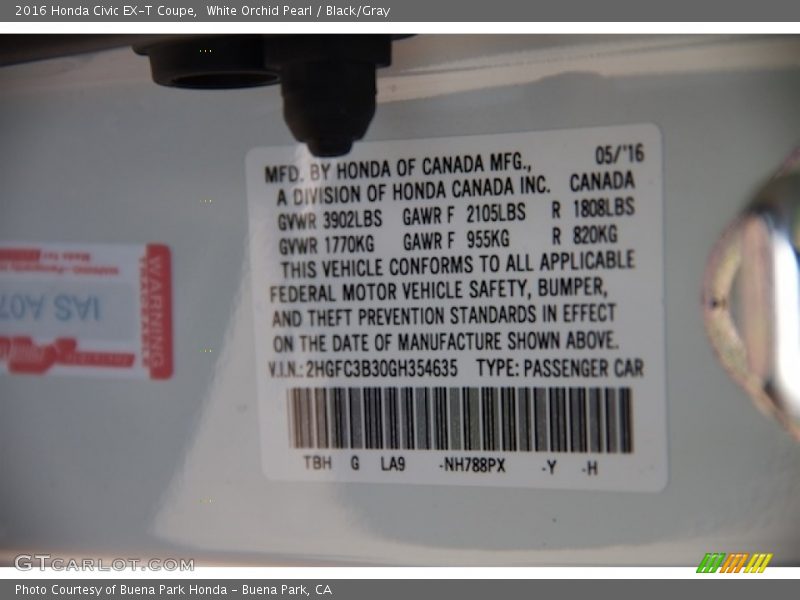 2016 Honda Civic EX-T Coupe,  White Orchid Pearl / Black/Gray
MFD. BY HONDA OF CANADA MFG., 05/'16
A DIVISION OF HONDA CANADA INC. CANADA
GVWR 3902LBS GAWR F 2105LBS R 1808LBS
GVWR 1770KG GAWR F 955KG R 820KG
THIS VEHICLE CONFORMS TO ALL APPLICABLE
FEDERAL MOTOR VEHICLE SAFETY, BUMPER,
AND THEFT PREVENTION STANDARDS IN EFFECT
ON THE DATE OF MANUFACTURE SHOWN ABOVE.
V.I.N.: 2HGFC3B30GH354635 TYPE: PASSENGER CAR
TBH G LA9 -NH788PX -Y -H
WARNING
IAS A07
GTCARLOT.COM
Photo Courtesy of Buena Park Honda – Buena Park, CA